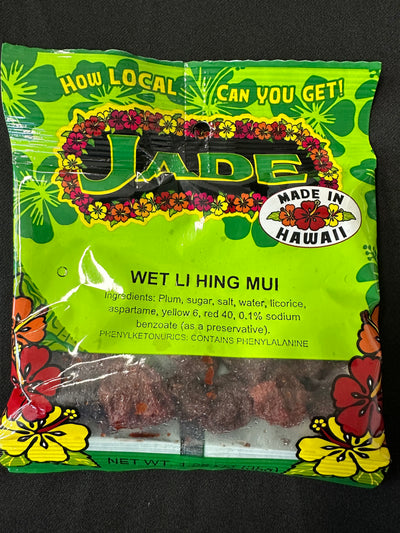 HOW LOCAL CAN YOU GET!
JADE
MADE IN
HAWAII
WET LI HING MUI
Ingredients: Plum, sugar, salt, water, licorice,
aspartame, yellow 6, red 40, 0.1% sodium
benzoate (as a preservative).
PHENYLKETONURICS: CONTAINS PHENYLALANINE
NET WT.